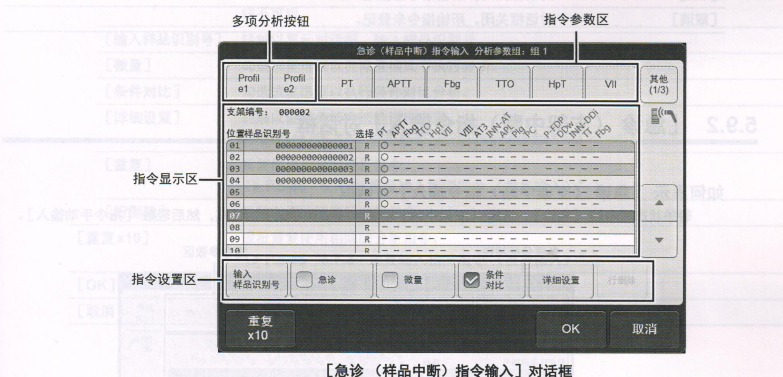 多项分析按钮
指令参数区
急诊（样品中断）指令输入 分析参数组：组 1
Profil e1
Profil e2
PT
APTT
Fbg
TTO
HpT
VII
其他 (1/3)
支架编号： 000002
位置样品识别号 选择 PT APTT Fbg TTO HpT VII VIII AT3 APL Plg PC P-FDP DDw TT Fbg
01 000000000000001 R ○ - - - - - - - - - - - - - -
02 000000000000002 R ○ - - - - - - - - - - - - - -
03 000000000000003 R ○ - - - - - - - - - - - - - -
04 000000000000004 R ○ - - - - - - - - - - - - - -
05 R ○ - - - - - - - - - - - - - -
06 R ○ - - - - - - - - - - - - - -
07
08 R - - - - - - - - - - - - - - -
09 R - - - - - - - - - - - - - - -
10 R
指令显示区
指令设置区
输入
样品识别号
急诊
微量
条件
对比
详细设置
行删除
重复
x10
OK
取消
［急诊 （样品中断）指令输入］对话框